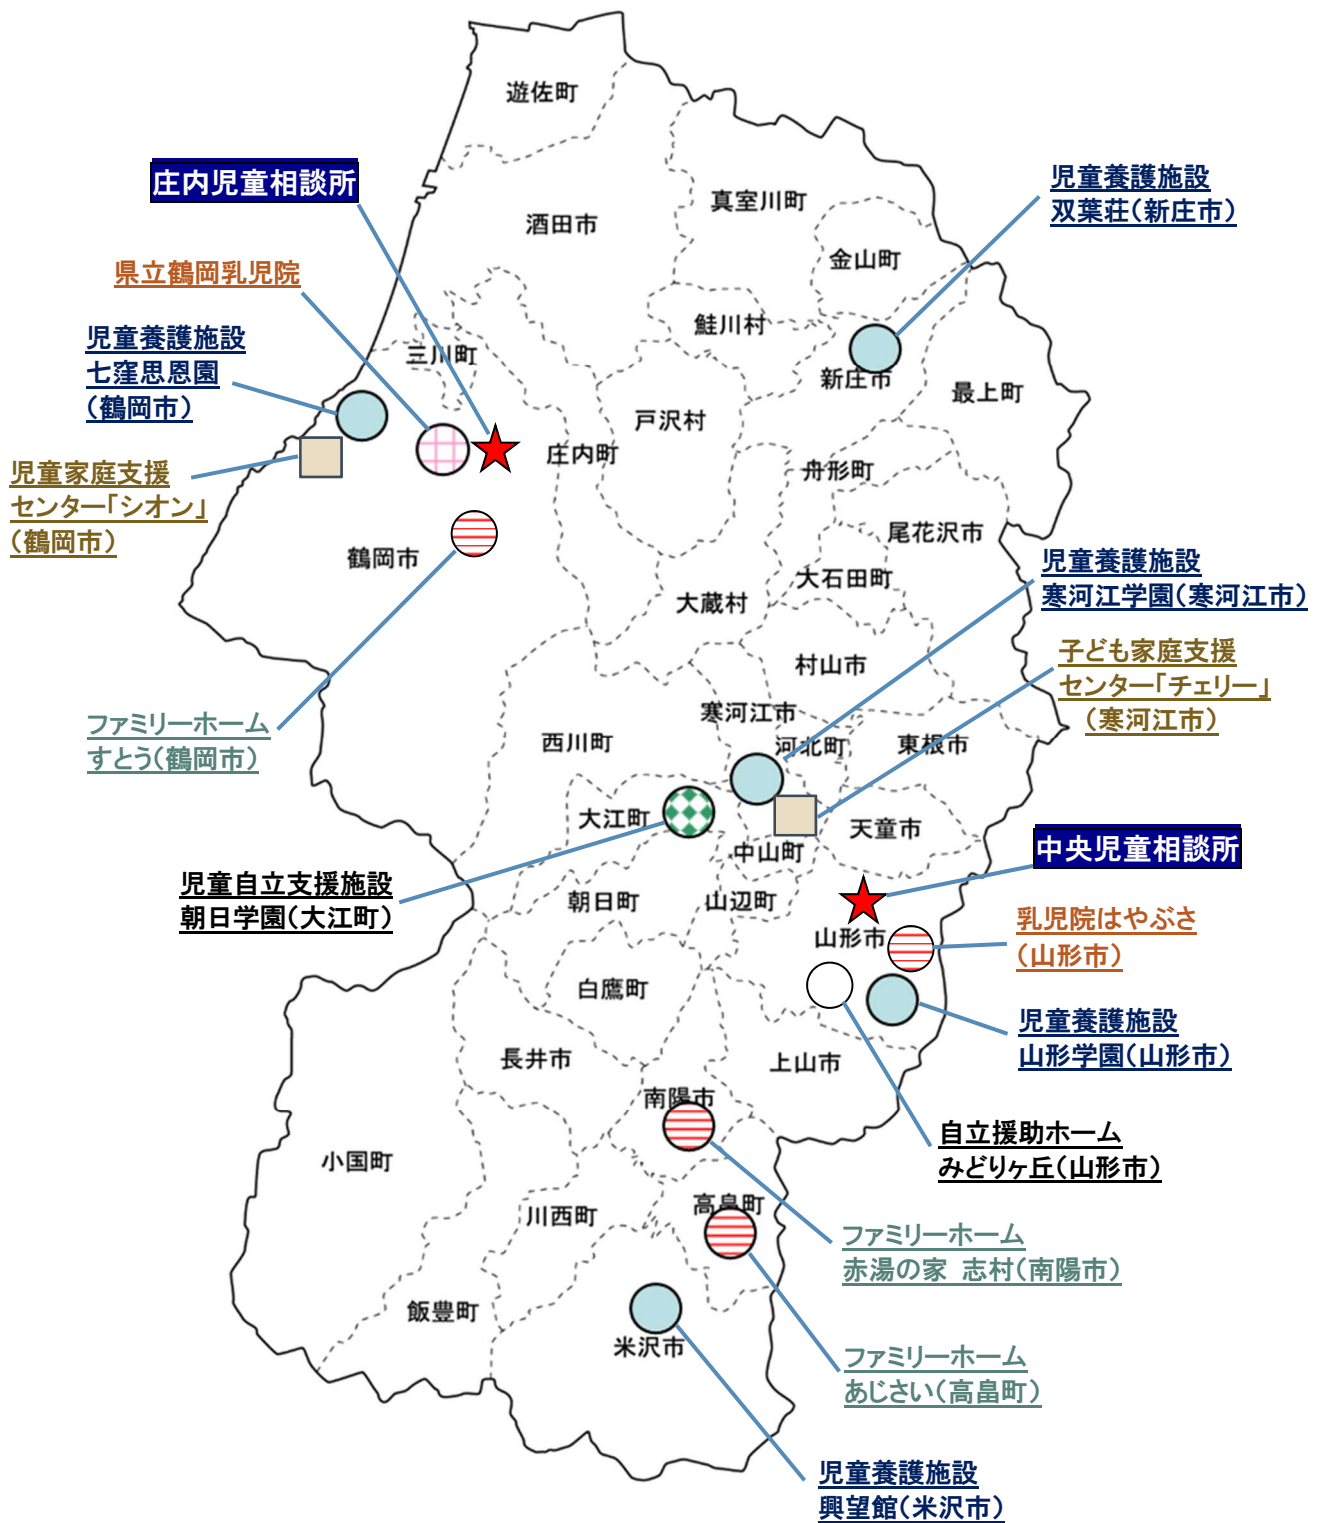 遊佐町
庄内児童相談所
児童養護施設
双葉荘（新庄市）
真室川町
酒田市
金山町
県立鶴岡乳児院
児童養護施設
七窪思恩園
（鶴岡市）
鮭川村
三川町
新庄市
最上町
戸沢村
庄内町
舟形町
児童家庭支援
センター「シオン」
（鶴岡市）
尾花沢市
鶴岡市
大石田町
児童養護施設
寒河江学園（寒河江市）
大蔵村
村山市
子ども家庭支援
センター「チェリー」
（寒河江市）
ファミリーホーム
すとう（鶴岡市）
寒河江市
西川町
河北町
東根市
大江町
天童市
中山町
中央児童相談所
児童自立支援施設
朝日学園（大江町）
朝日町
山辺町
山形市
乳児院はやぶさ
（山形市）
白鷹町
児童養護施設
山形学園（山形市）
長井市
上山市
南陽市
自立援助ホーム
みどりヶ丘（山形市）
小国町
高畠町
川西町
ファミリーホーム
赤湯の家　志村（南陽市）
飯豊町
米沢市
ファミリーホーム
あじさい（高畠町）
児童養護施設
興望館（米沢市）